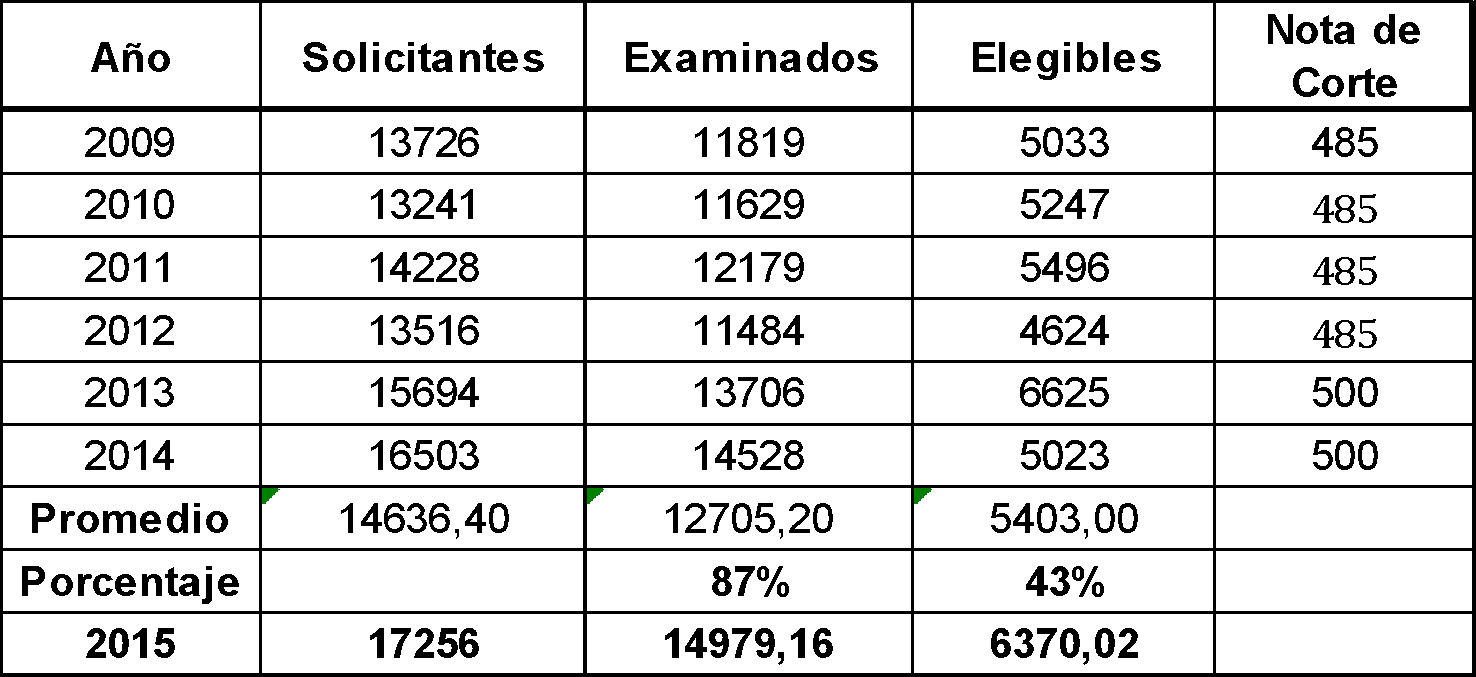 Año Solicitantes Examinados Elegibles Nota de Corte
2009 13726 11819 5033 485
2010 13241 11629 5247 485
2011 14228 12179 5496 485
2012 13516 11484 4624 485
2013 15694 13706 6625 500
2014 16503 14528 5023 500
Promedio 14636,40 12705,20 5403,00
Porcentaje 87% 43%
2015 17256 14979,16 6370,02